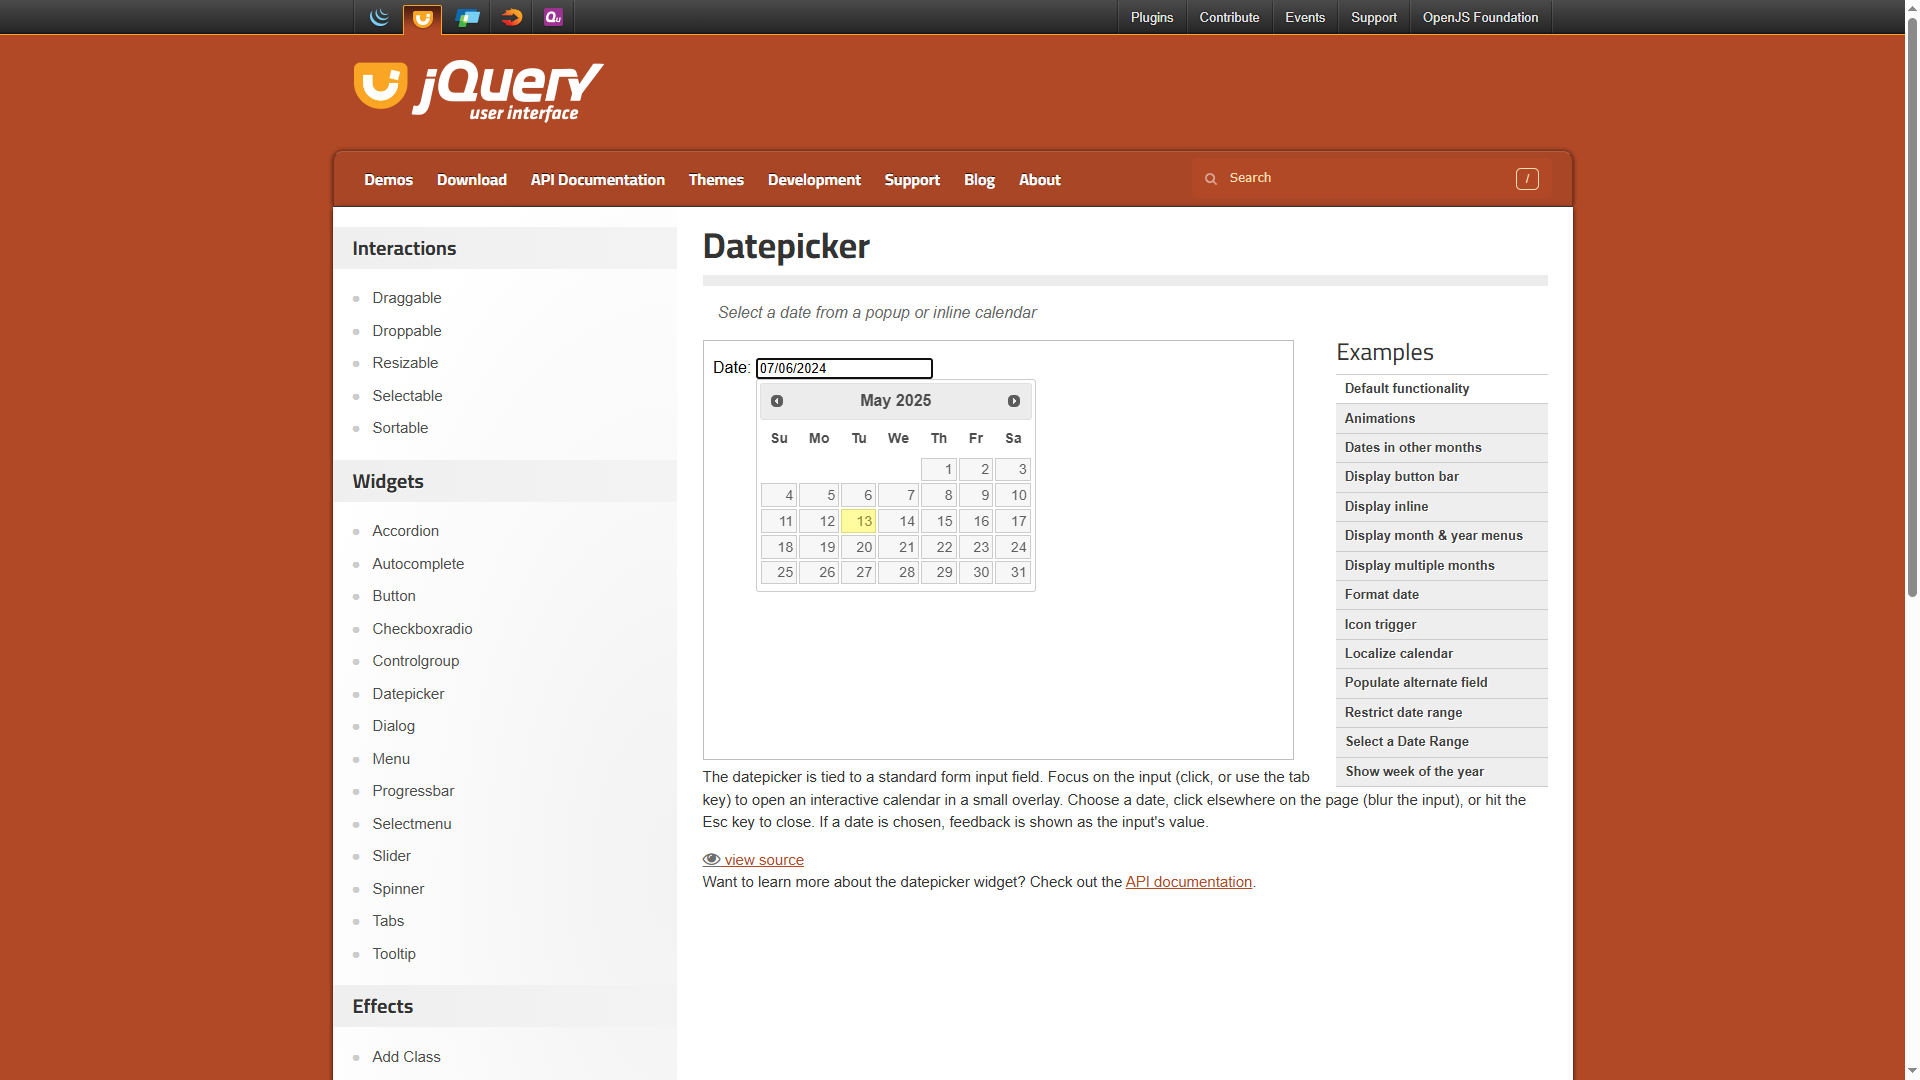 Plugins Contribute Events Support OpenJS Foundation
jQuery
user interface
Demos Download API Documentation Themes Development Support Blog About Search /
Interactions
Draggable
Droppable
Resizable
Selectable
Sortable
Widgets
Accordion
Autocomplete
Button
Checkboxradio
Controlgroup
Datepicker
Dialog
Menu
Progressbar
Selectmenu
Slider
Spinner
Tabs
Tooltip
Effects
Add Class
Datepicker
Select a date from a popup or inline calendar
Date: 07/06/2024
May 2025
Su Mo Tu We Th Fr Sa
1 2 3
4 5 6 7 8 9 10
11 12 13 14 15 16 17
18 19 20 21 22 23 24
25 26 27 28 29 30 31
Examples
Default functionality
Animations
Dates in other months
Display button bar
Display inline
Display month & year menus
Display multiple months
Format date
Icon trigger
Localize calendar
Populate alternate field
Restrict date range
Select a Date Range
Show week of the year
The datepicker is tied to a standard form input field. Focus on the input (click, or use the tab
key) to open an interactive calendar in a small overlay. Choose a date, click elsewhere on the page (blur the input), or hit the
Esc key to close. If a date is chosen, feedback is shown as the input's value.
view source
Want to learn more about the datepicker widget? Check out the API documentation.